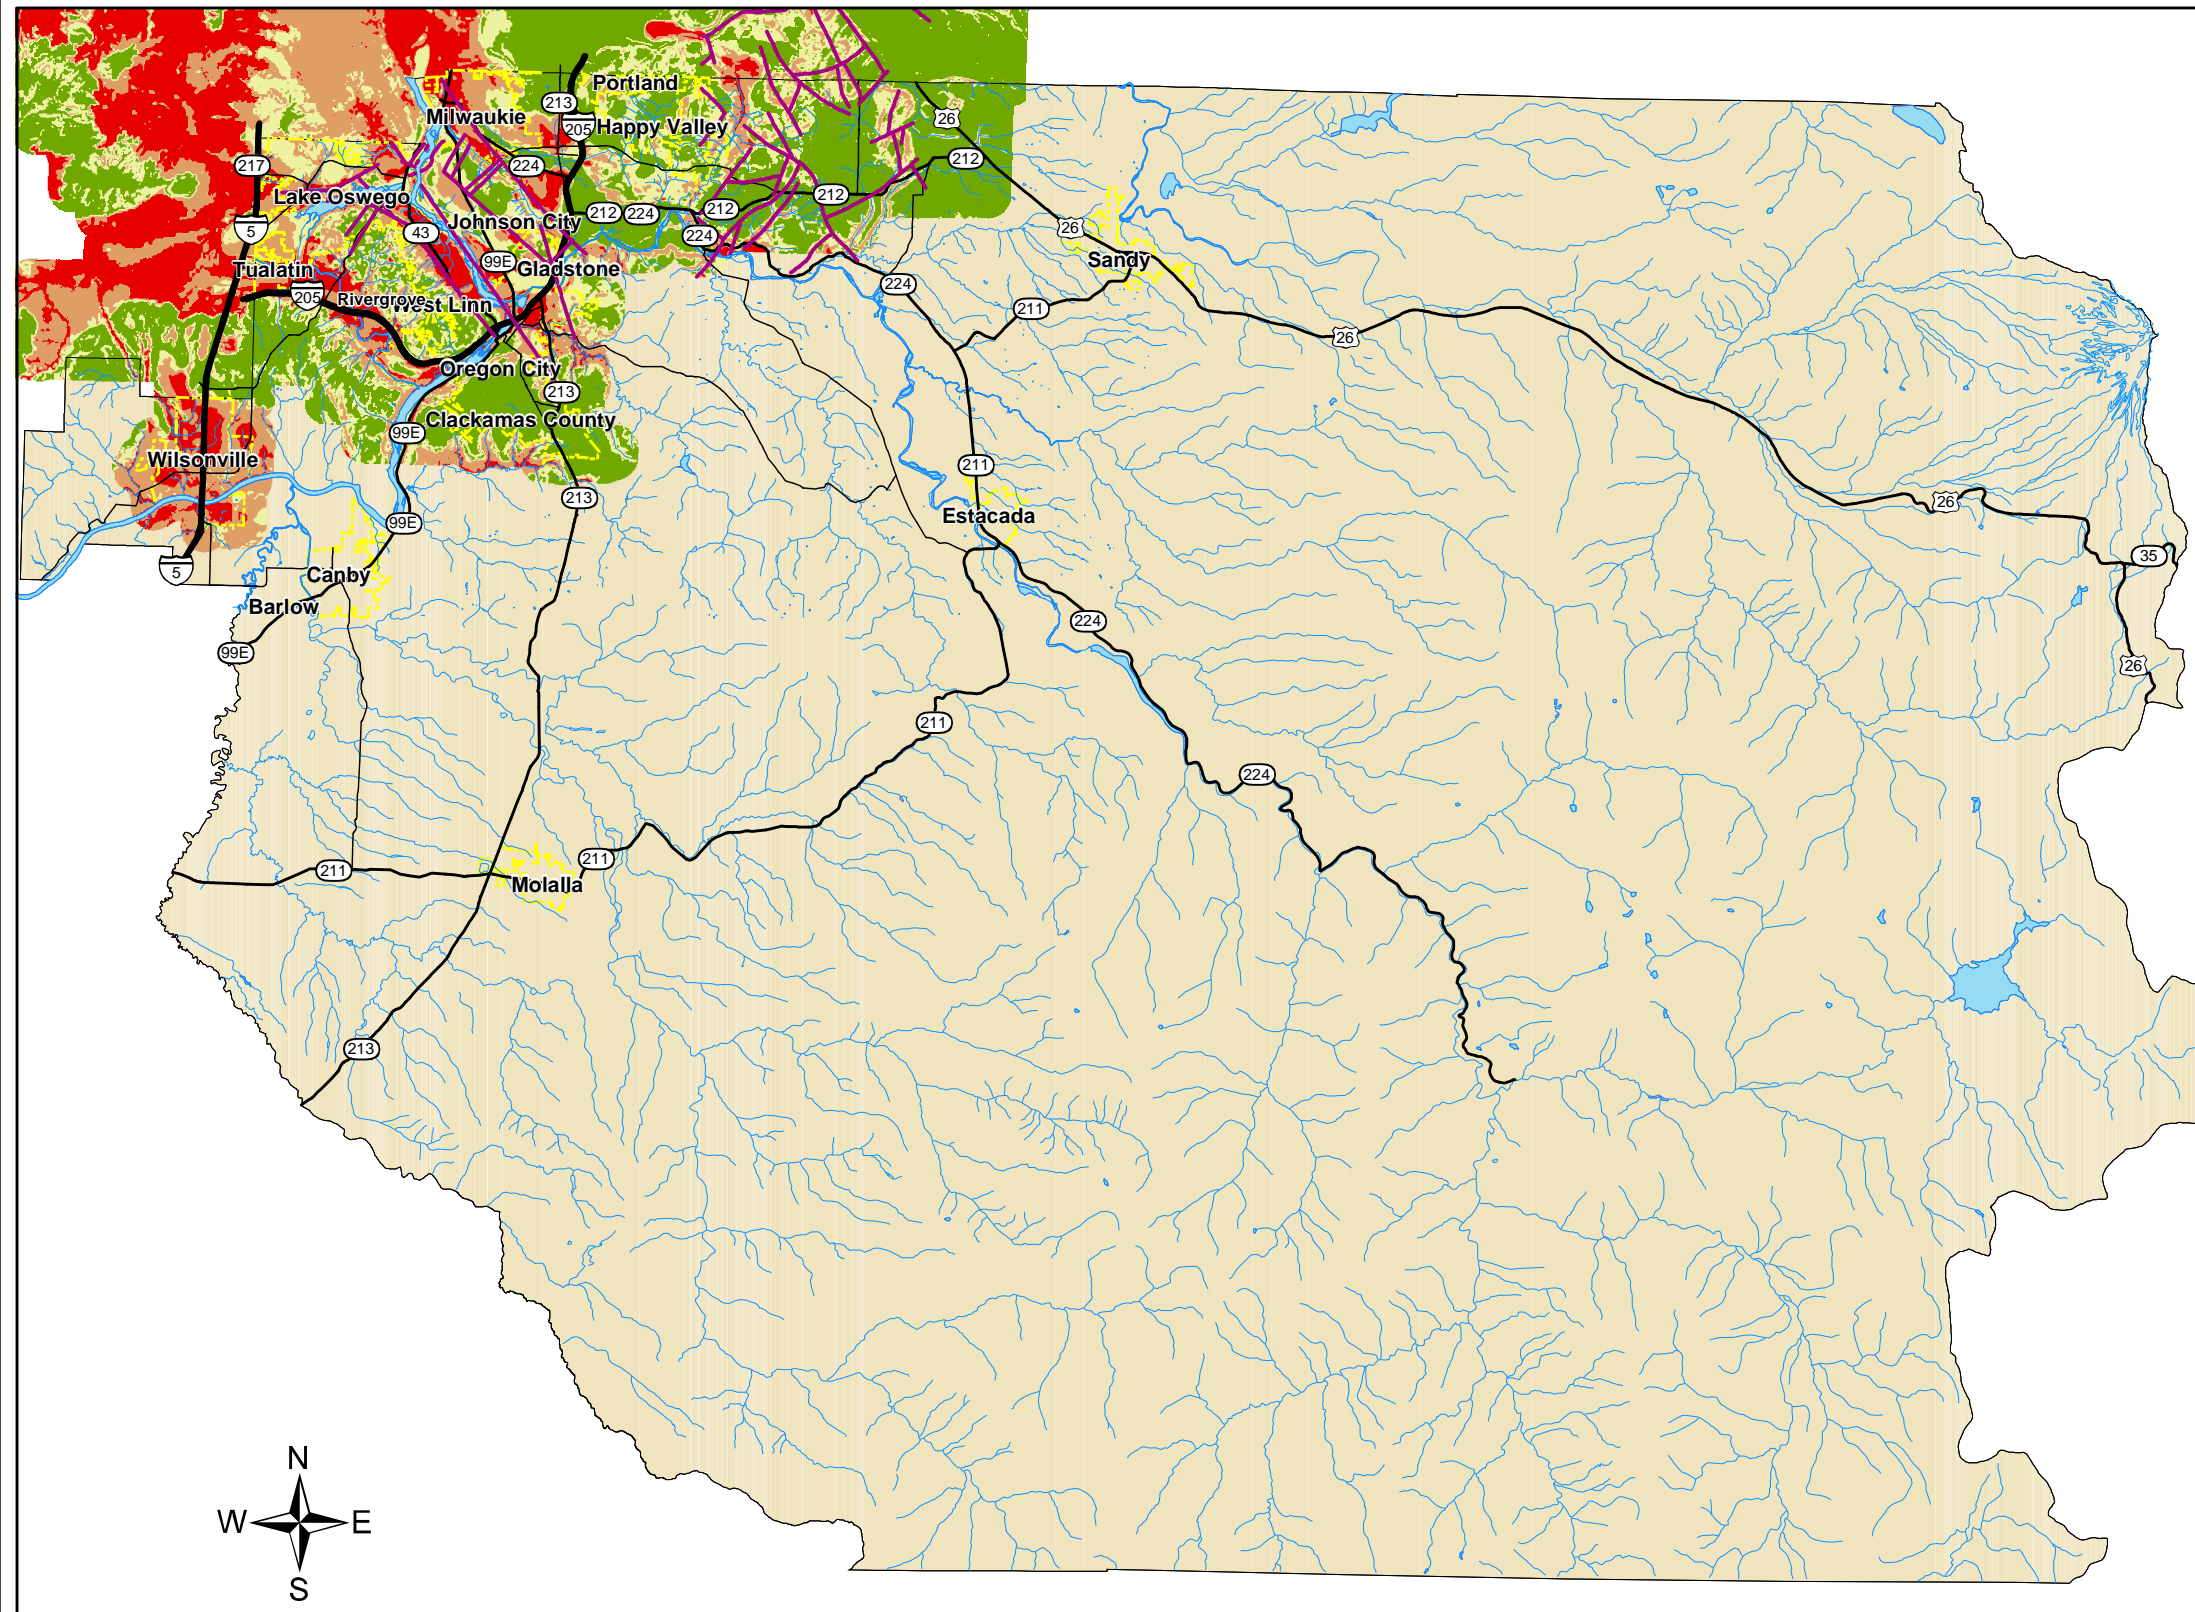 Portland
213
Milwaukie
26
205
Happy Valley
217
224
212
Lake Oswego
212
212
224
212
Johnson City
5
43
224
26
99E
Sandy
Tualatin
Gladstone
224
205
Rivergrove
West Linn
211
26
Oregon City
213
Clackamas County
99E
Wilsonville
211
213
26
Estacada
99E
35
5
Canby
Barlow
224
99E
26
211
224
211
211
Molalla
213
N
W
E
S